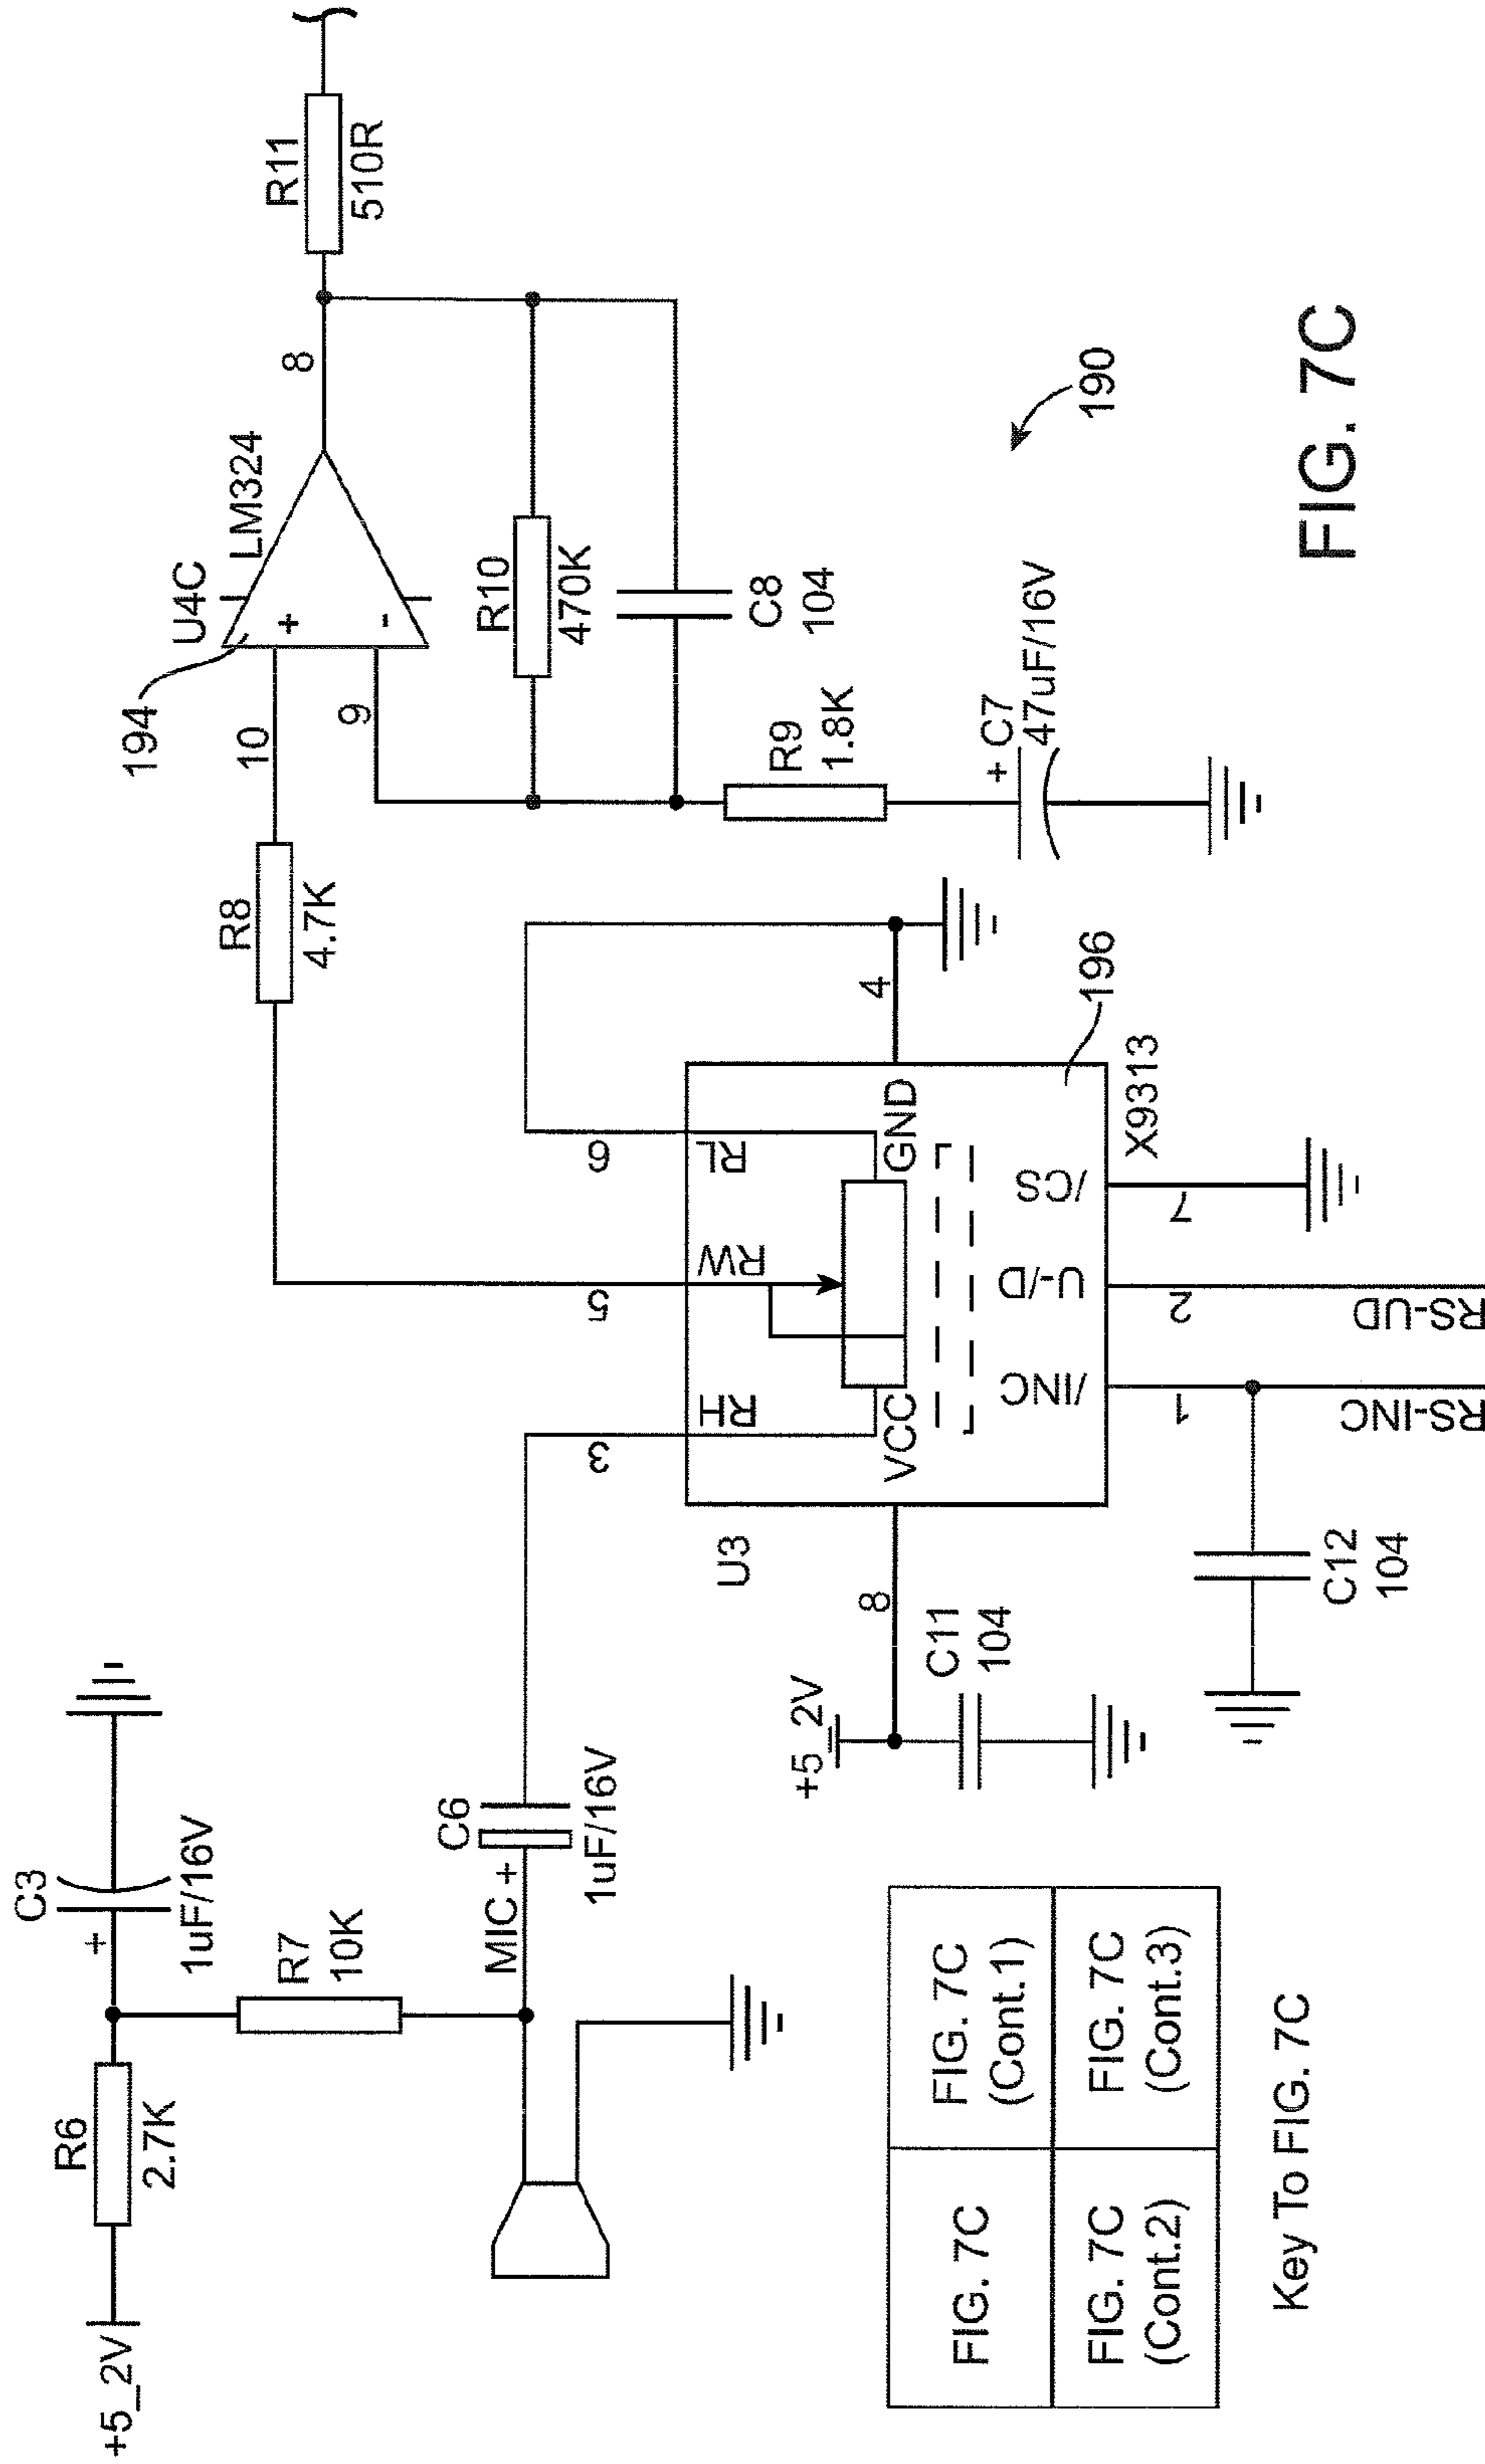 +5_2V
R6
2.7K
C3
+
1uF/16V
R7
10K
MIC +
C6
1uF/16V
3
5
6
RH
RW
RL
VCC
GND
/INC
U-/D
/CS
U3
X9313
196
8
4
+5_2V
C11
104
1
2
7
C12
104
RS-INC
RS-UD
R8
4.7K
194
10
9
U4C
LM324
+
-
8
R10
470K
C8
104
R9
1.8K
+
C7
47uF/16V
R11
510R
190
FIG. 7C
FIG. 7C
FIG. 7C
(Cont.1)
FIG. 7C
(Cont.2)
FIG. 7C
(Cont.3)
Key To FIG. 7C